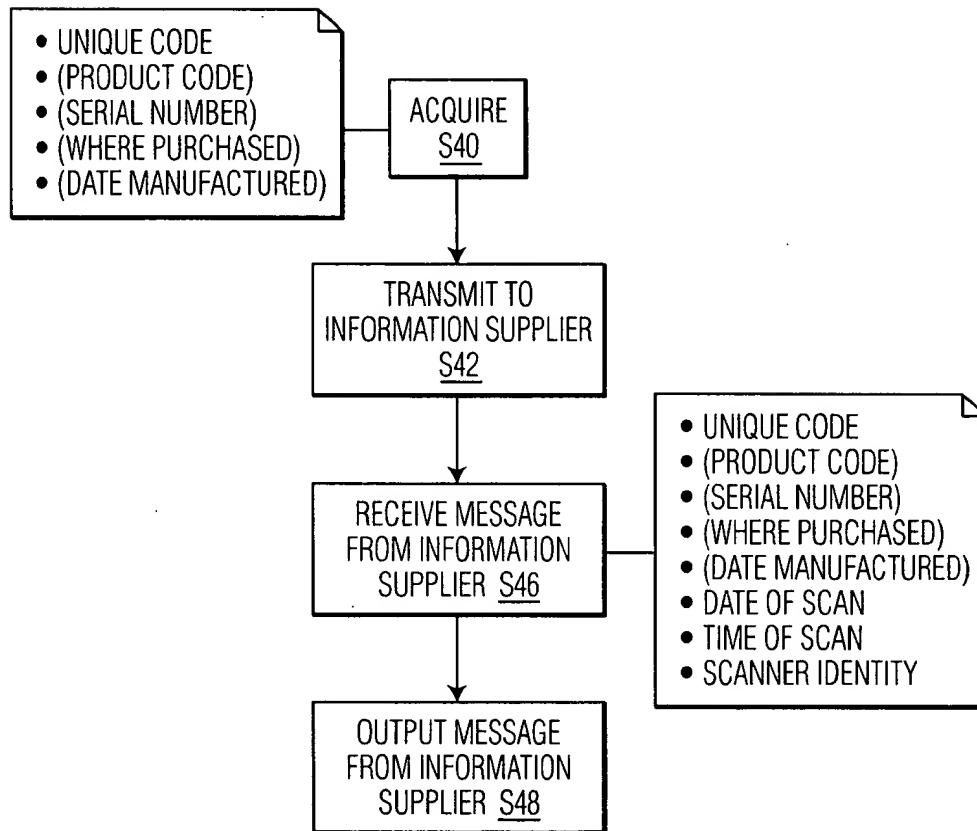 • UNIQUE CODE
• (PRODUCT CODE)
• (SERIAL NUMBER)
• (WHERE PURCHASED)
• (DATE MANUFACTURED)
ACQUIRE
S40
TRANSMIT TO
INFORMATION SUPPLIER
S42
RECEIVE MESSAGE
FROM INFORMATION
SUPPLIER S46
• UNIQUE CODE
• (PRODUCT CODE)
• (SERIAL NUMBER)
• (WHERE PURCHASED)
• (DATE MANUFACTURED)
• DATE OF SCAN
• TIME OF SCAN
• SCANNER IDENTITY
OUTPUT MESSAGE
FROM INFORMATION
SUPPLIER S48